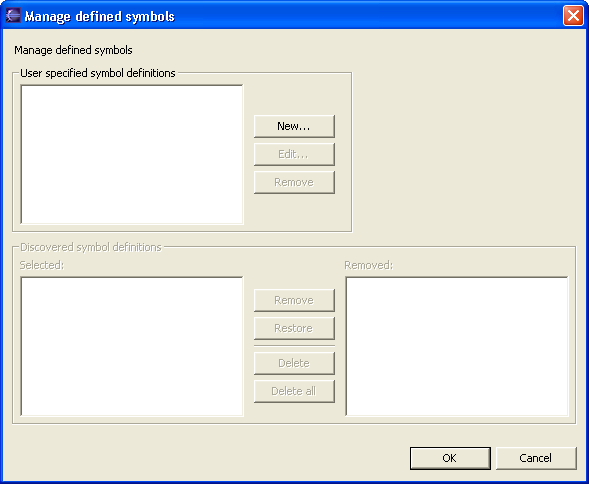 Manage defined symbols
Manage defined symbols
User specified symbol definitions
New...
Edit...
Remove
Discovered symbol definitions
Selected:
Removed:
Remove
Restore
Delete
Delete all
OK
Cancel